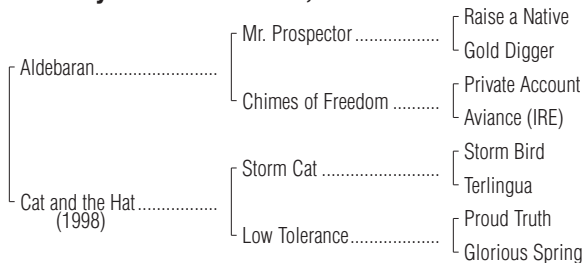 Raise a Native
Mr. Prospector..................
Gold Digger
Aldebaran..........................
Private Account
Chimes of Freedom ..........
Aviance (IRE)
Storm Bird
Storm Cat .........................
Terlingua
Cat and the Hat.................
(1998)
Proud Truth
Low Tolerance...................
Glorious Spring